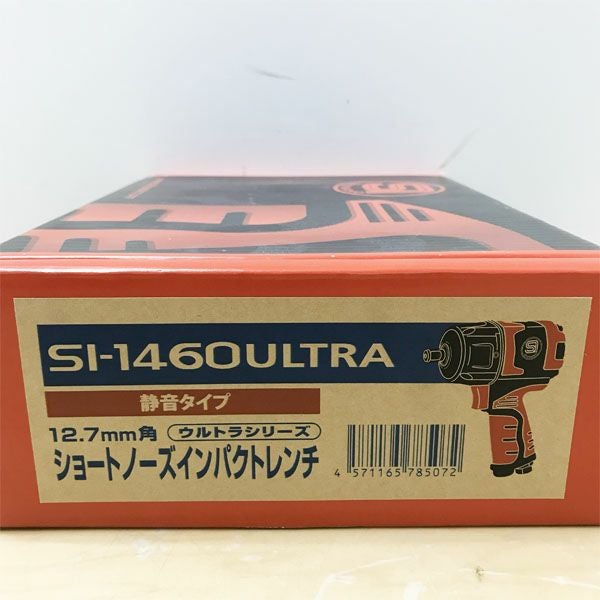 SI-1460ULTRA
静音タイプ
12.7mm角 ウルトラシリーズ
ショートノーズインパクトレンチ
4 571165 785072